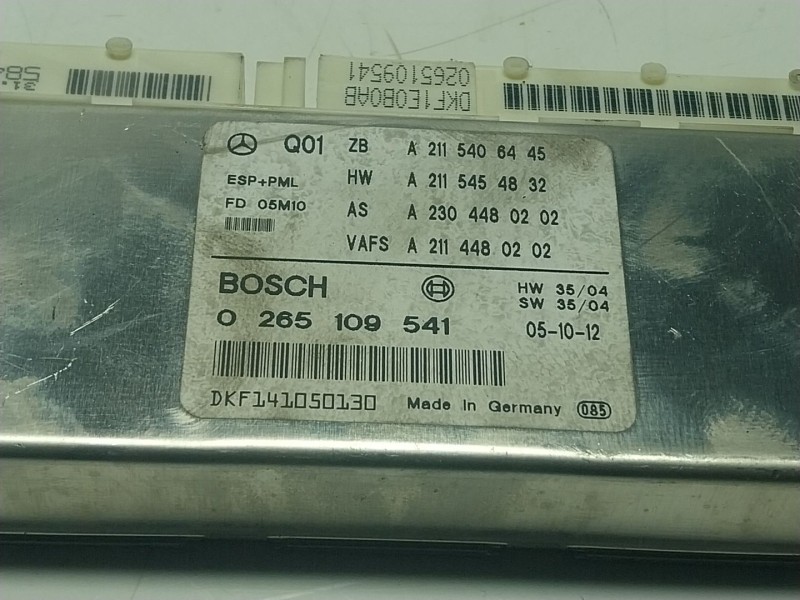 31.
584
DKF1E0B0AB
0265109541
Q01 ZB A 211 540 64 45
ESP+PML HW A 211 545 48 32
FD 05M10 AS A 230 448 02 02
VAFS A 211 448 02 02
BOSCH HW 35/04
SW 35/04
0 265 109 541 05-10-12
DKF141050130 Made in Germany 085